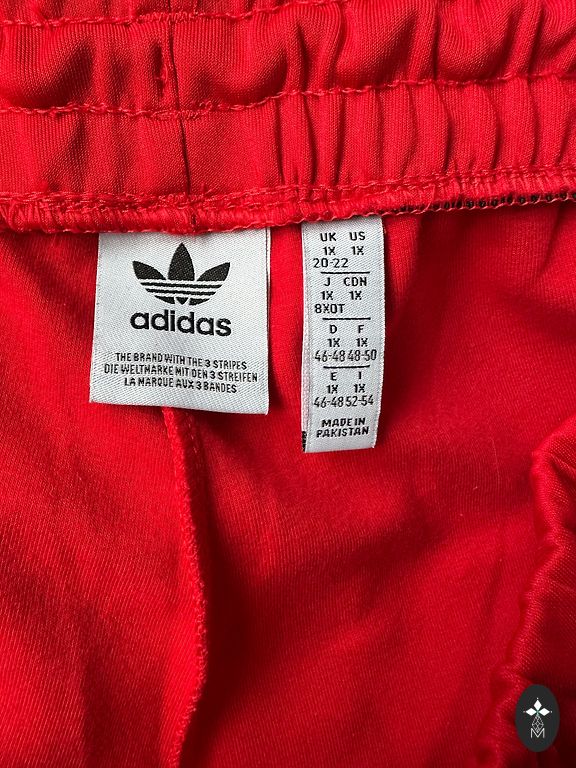 adidas
THE BRAND WITH THE 3 STRIPES
DIE WELTMARKE MIT DEN 3 STREIFEN
LA MARQUE AUX 3 BANDES
UK US
1X 1X
20-22
J CDN
1X 1X
8XOT
D F
1X 1X
46-48 48-50
E I
1X 1X
46-48 52-54
MADE IN
PAKISTAN
M